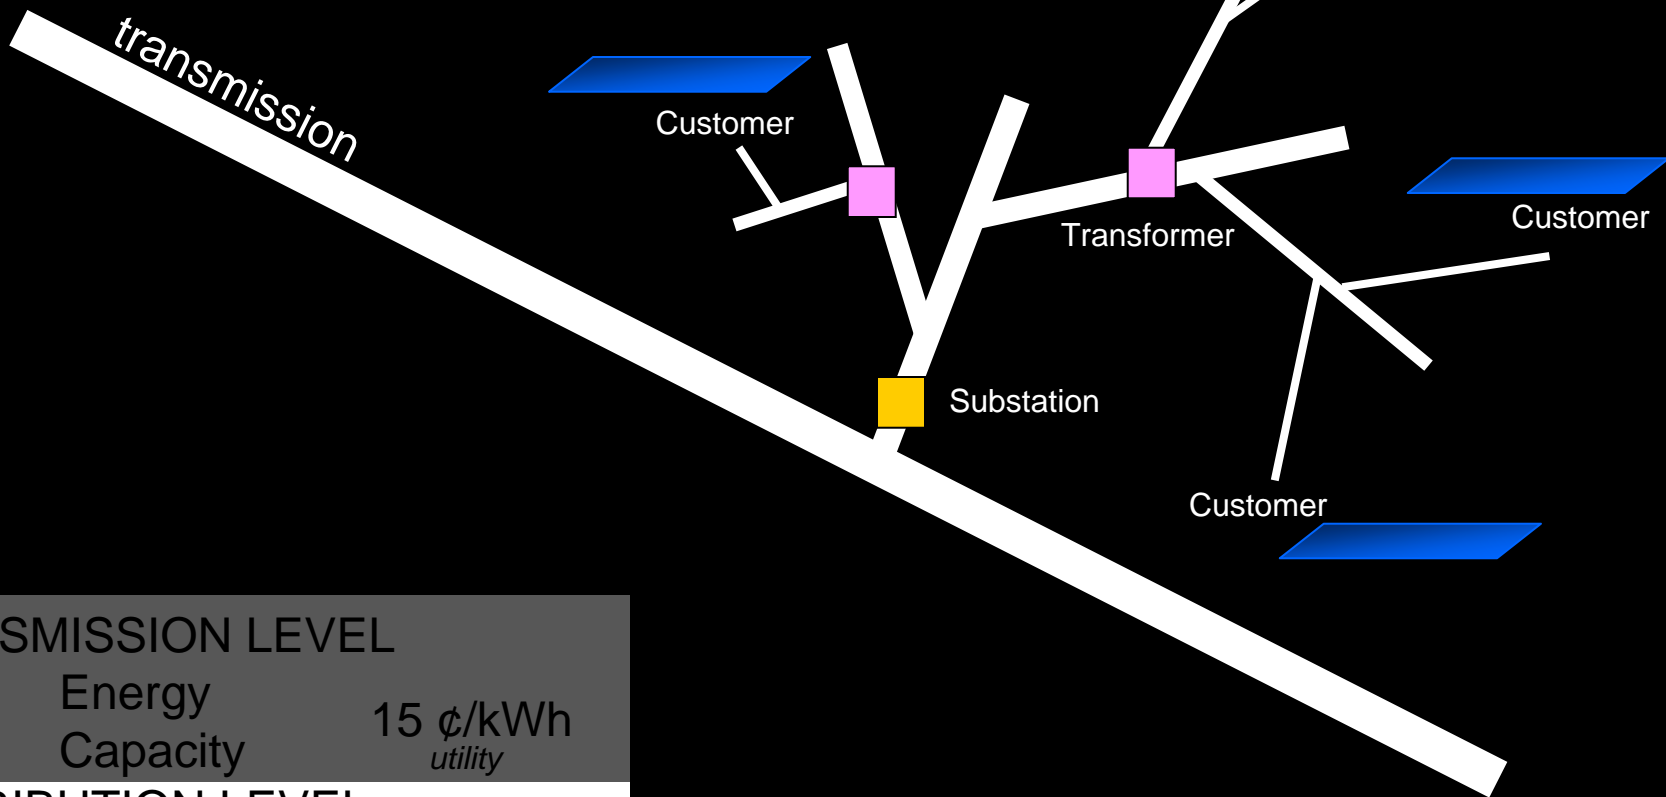 transmission
Customer
Customer
Transformer
Substation
Customer
SMISSION LEVEL
Energy
15 ¢/kWh
Capacity
utility